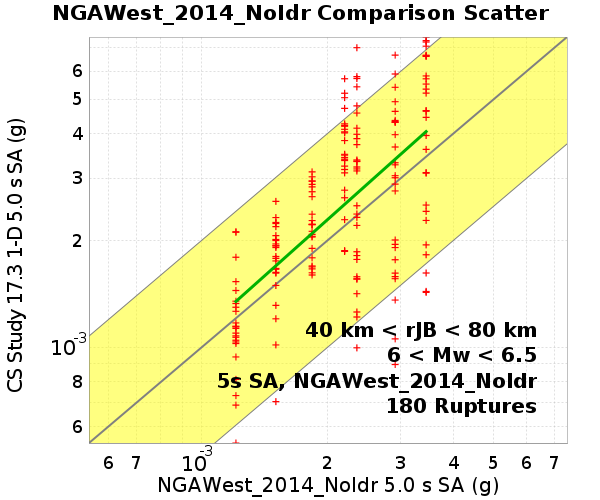 NGAWest_2014_NoIdr Comparison Scatter
CS Study 17.3 1-D 5.0 s SA (g)
6
5
4
3
2
10-3
8
6
40 km < rJB < 80 km
6 < Mw < 6.5
5s SA, NGAWest_2014_NoIdr
180 Ruptures
6 7 10-3 2 3 4 5 6 7
NGAWest_2014_NoIdr 5.0 s SA (g)